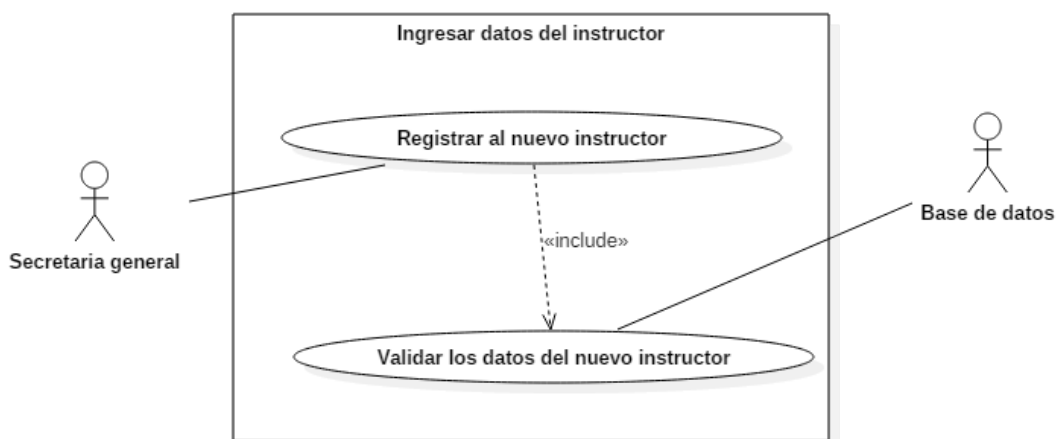 Ingresar datos del instructor
Registrar al nuevo instructor
Secretaria general
Base de datos
«include»
Validar los datos del nuevo instructor